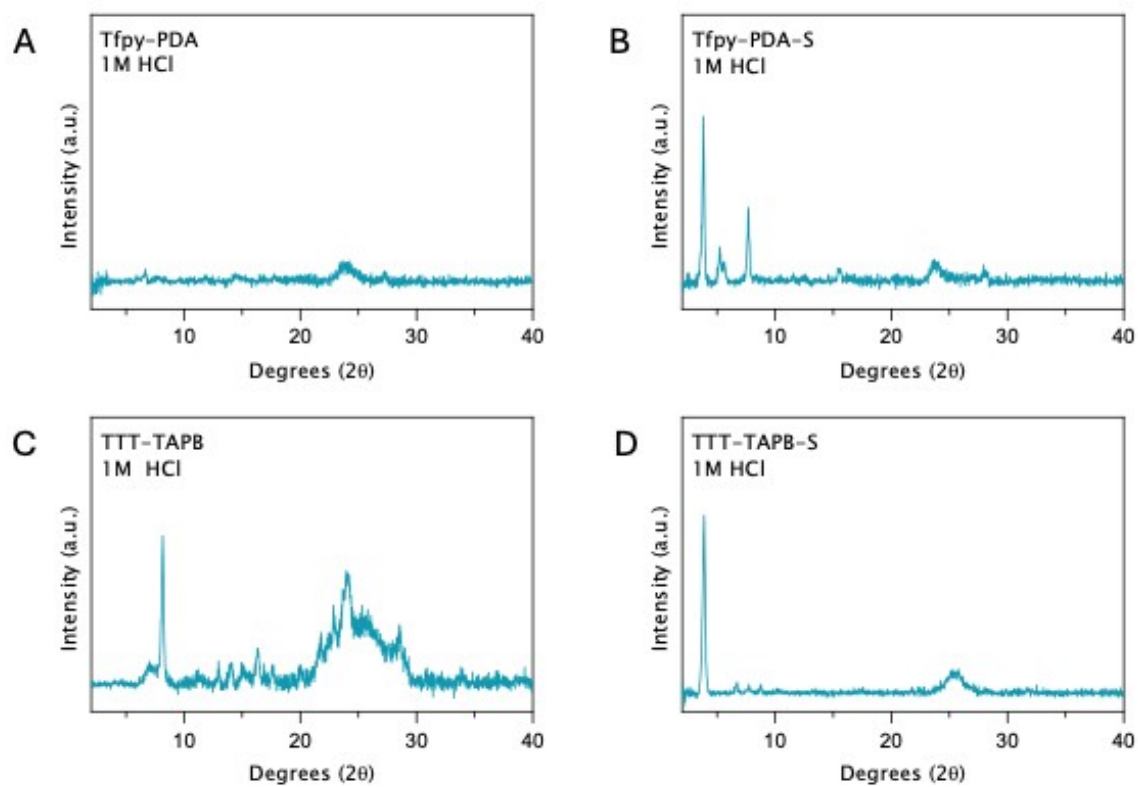 A
Tfpy-PDA
1M HCl
Intensity (a.u.)
10 20 30 40
Degrees (2θ)
B
Tfpy-PDA-S
1M HCl
Intensity (a.u.)
10 20 30 40
Degrees (2θ)
C
TTT-TAPB
1M HCl
Intensity (a.u.)
10 20 30 40
Degrees (2θ)
D
TTT-TAPB-S
1M HCl
Intensity (a.u.)
10 20 30 40
Degrees (2θ)